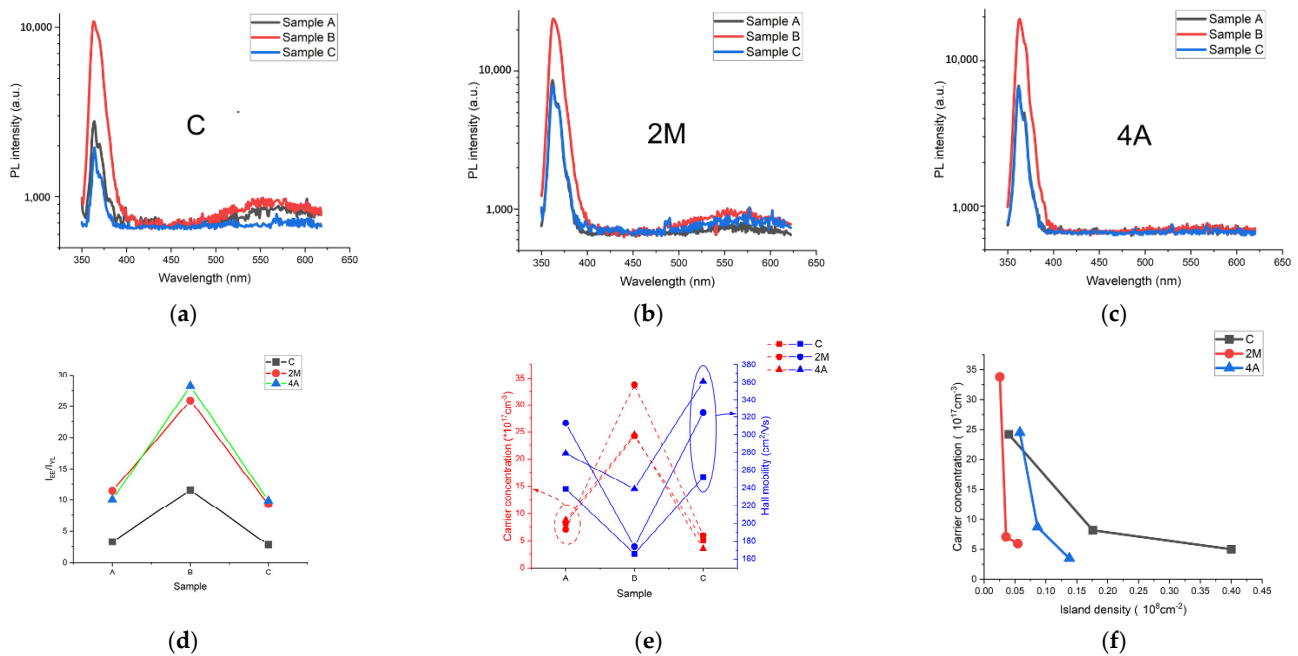 Sample A
Sample B
Sample C
10,000
1,000
PL intensity (a.u.)
C
350 400 450 500 550 600 650
Wavelength (nm)
(a)
Sample A
Sample B
Sample C
10,000
1,000
PL intensity (a.u.)
2M
350 400 450 500 550 600 650
Wavelength (nm)
(b)
Sample A
Sample B
Sample C
10,000
1,000
PL intensity (a.u.)
4A
350 400 450 500 550 600 650
Wavelength (nm)
(c)
C
2M
4A
30
25
20
15
10
5
0
I_EE/I_YL
A B C
Sample
(d)
C
2M
4A
35
30
25
20
15
10
5
0
Carrier concentration (*10^17cm^-3)
380
360
340
320
300
280
260
240
220
200
180
160
Hall mobility (cm^2/Vs)
A B C
Sample
(e)
C
2M
4A
35
30
25
20
15
10
5
0
Carrier concentration ( 10^17cm^-3)
0.00 0.05 0.10 0.15 0.20 0.25 0.30 0.35 0.40 0.45
Island density ( 10^8cm^-2)
(f)